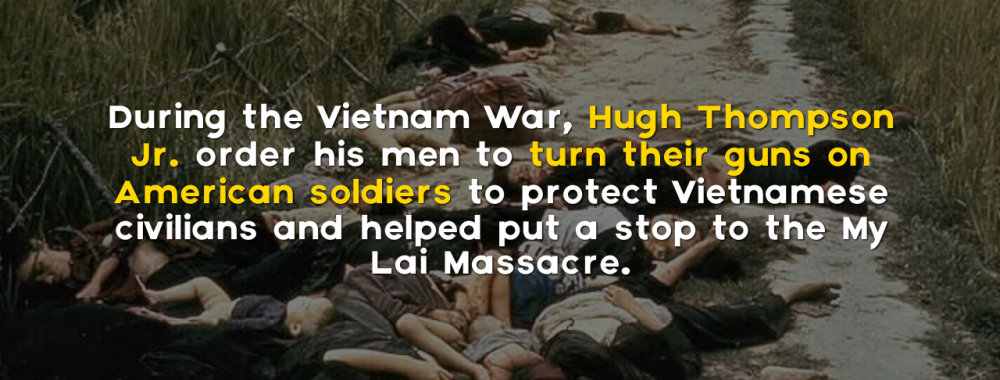 During the Vietnam War, Hugh Thompson
Jr. order his men to turn their guns on
American soldiers to protect Vietnamese
civilians and helped put a stop to the My
Lai Massacre.